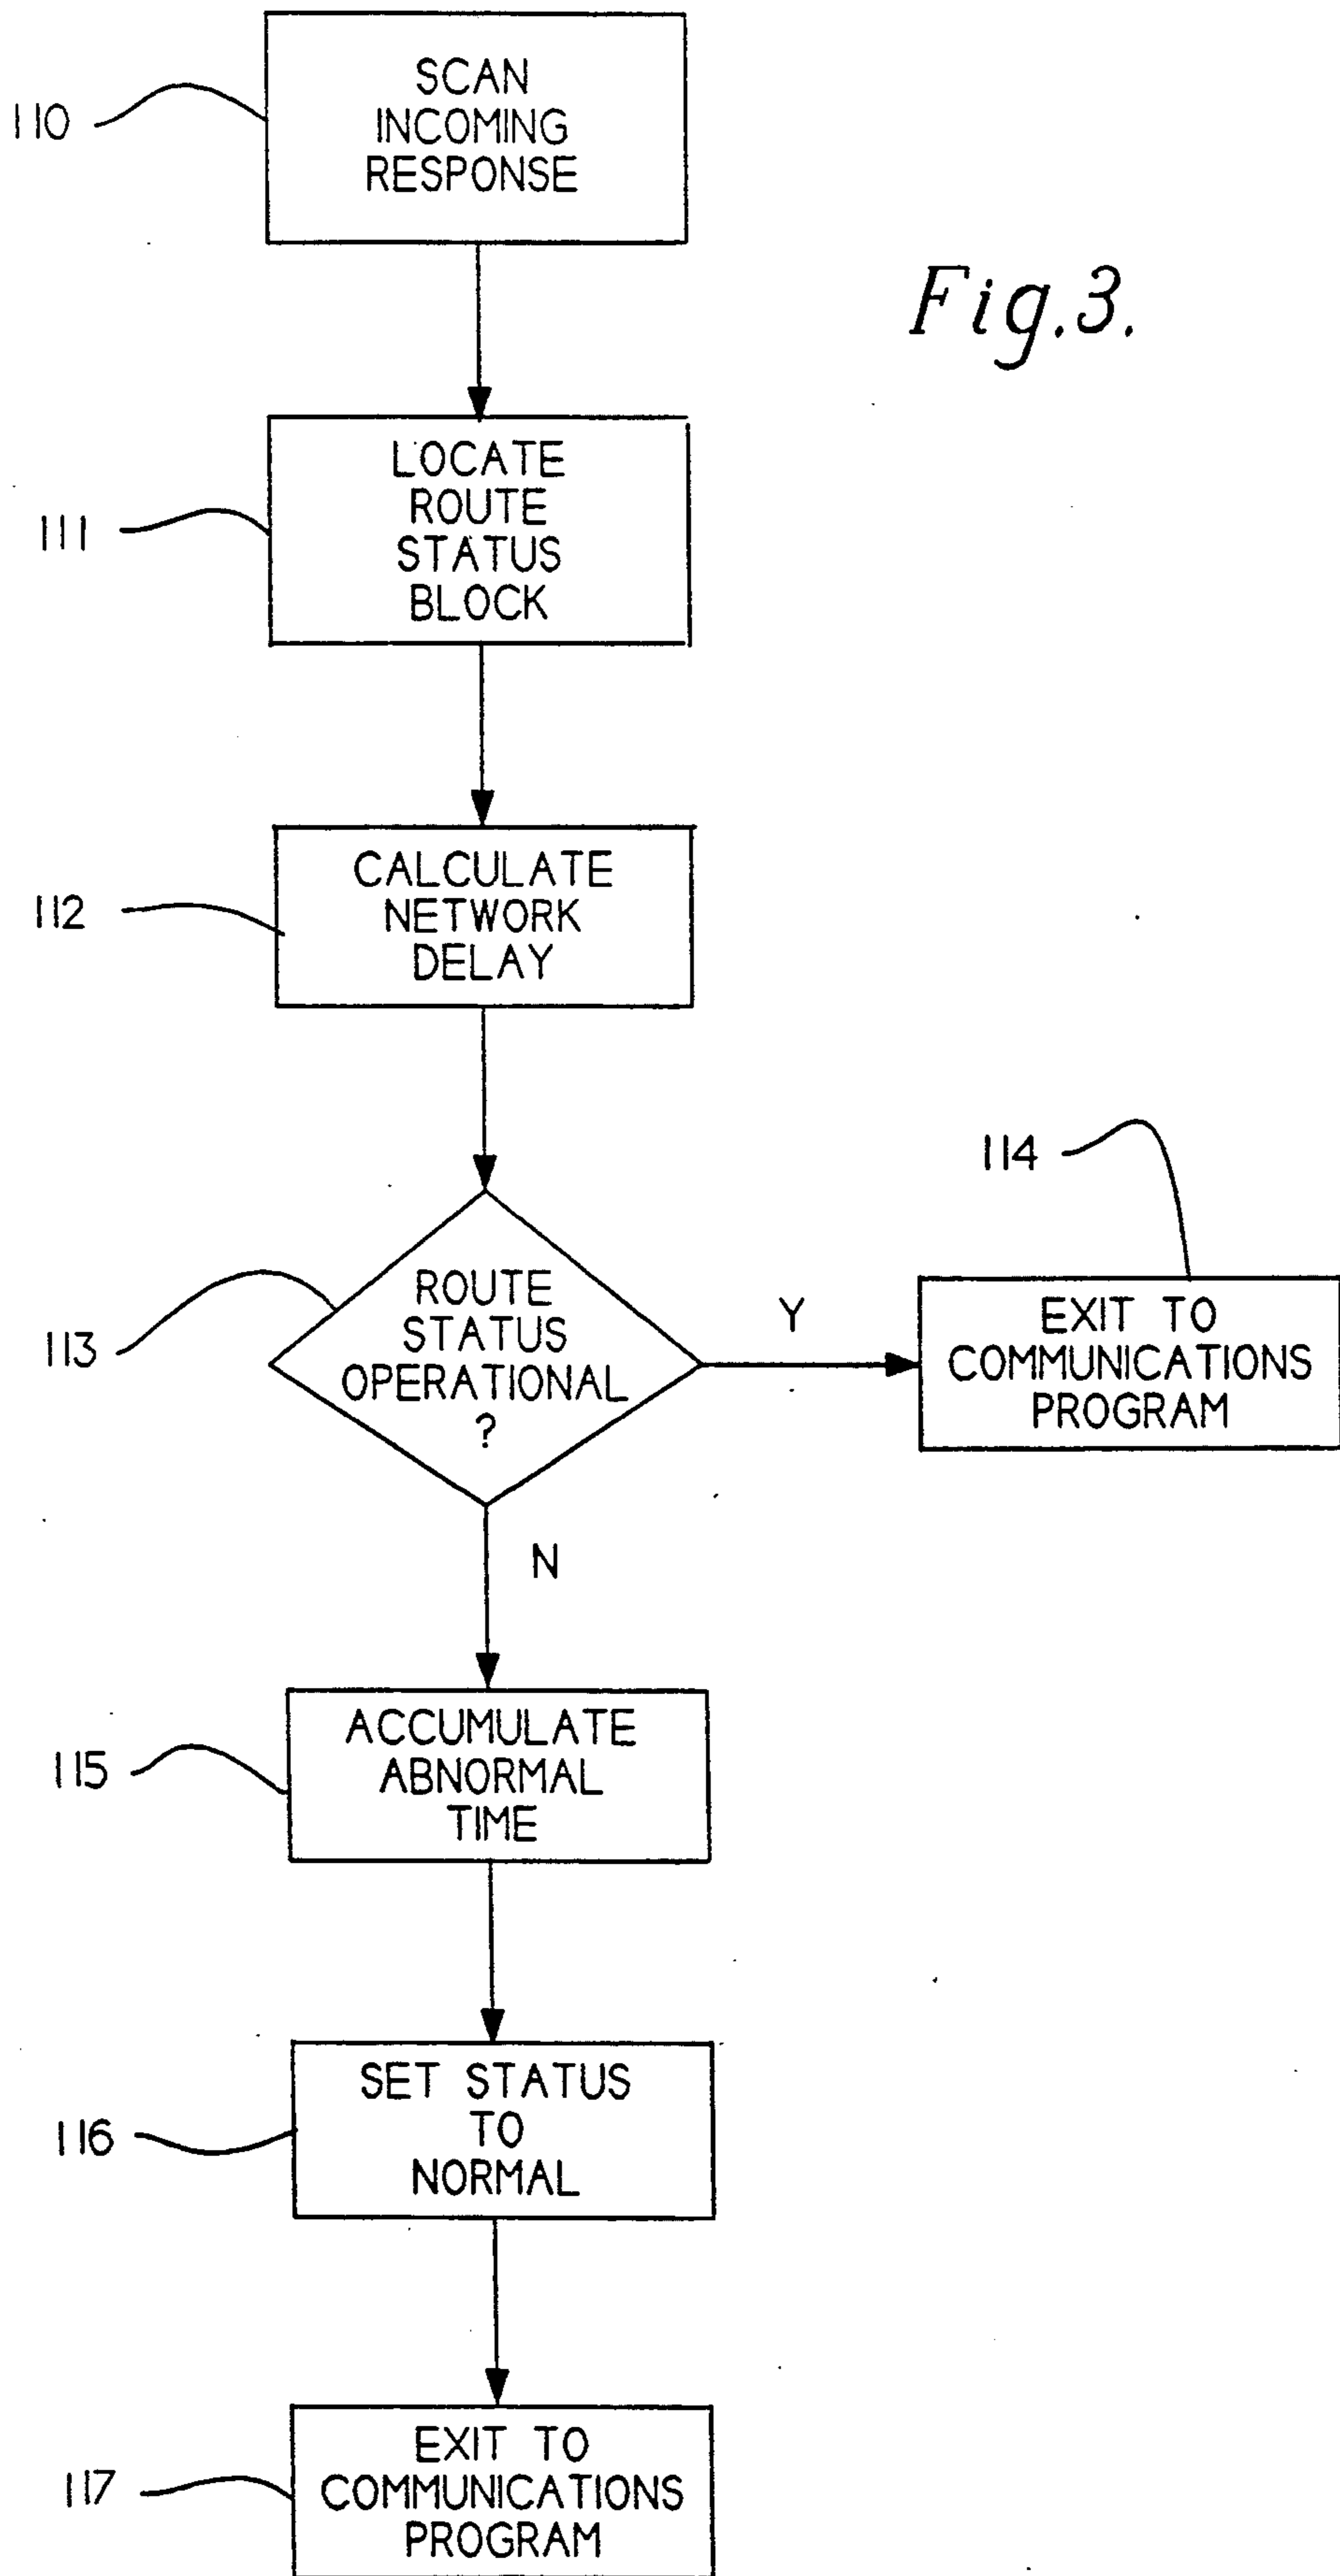 SCAN
INCOMING
RESPONSE
110
Fig.3.
LOCATE
ROUTE
STATUS
BLOCK
111
CALCULATE
NETWORK
DELAY
112
114
ROUTE
STATUS
OPERATIONAL
?
113
Y
EXIT TO
COMMUNICATIONS
PROGRAM
N
ACCUMULATE
ABNORMAL
TIME
115
SET STATUS
TO
NORMAL
116
EXIT TO
COMMUNICATIONS
PROGRAM
117